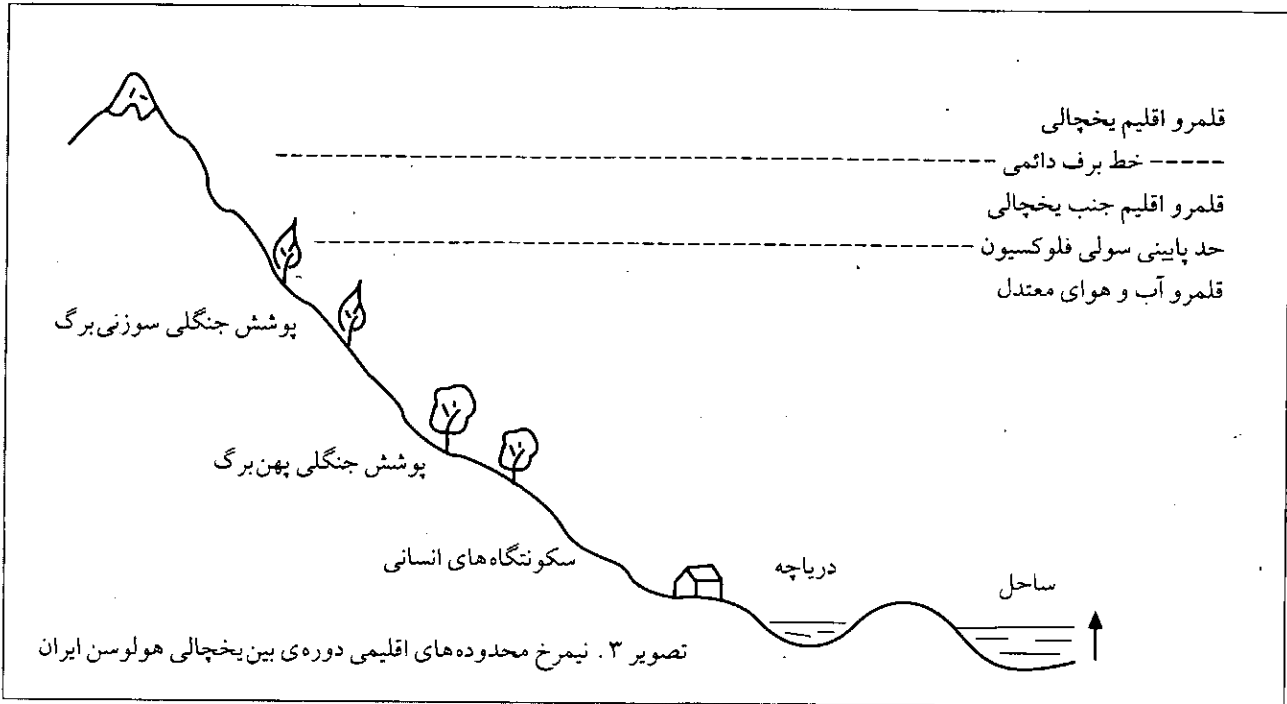 قلمرو اقلیم یخچالی
خط برف دائمی
قلمرو اقلیم جنب یخچالی
حد پایینی سولی فلوکسیون
قلمرو آب و هوای معتدل
پوشش جنگلی سوزنی‌برگ
پوشش جنگلی پهن‌برگ
سکونتگاه‌های انسانی
دریاچه
ساحل
تصویر ۳. نیمرخ محدوده‌های اقلیمی دوره‌ی بین‌یخچالی هولوسن ایران